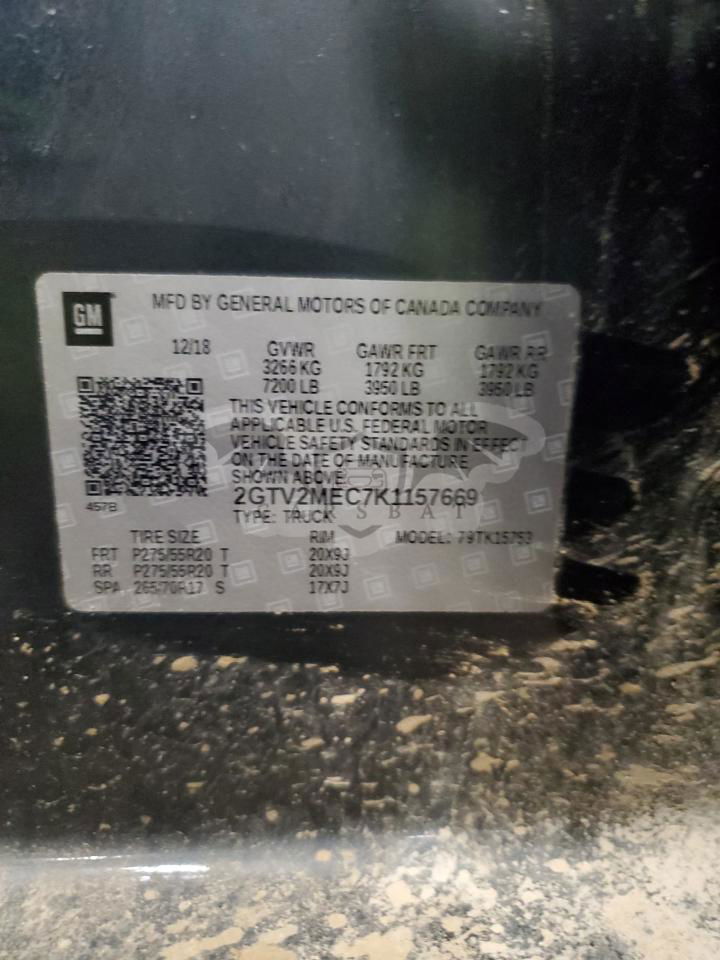 GM
MFD BY GENERAL MOTORS OF CANADA COMPANY
12/18 GVWR GAWR FRT GAWR RR
3266 KG 1792 KG 1792 KG
7200 LB 3950 LB 3950 LB
THIS VEHICLE CONFORMS TO ALL
APPLICABLE U.S. FEDERAL MOTOR
VEHICLE SAFETY STANDARDS IN EFFECT
ON THE DATE OF MANUFACTURE
SHOWN ABOVE.
2GTV2MEC7K1157669
4578
TYPE: TRUCK
TIRE SIZE RIM MODEL: 79TK15753
FRT P275/55R20 T 20X9J
RR P275/55R20 T 20X9J
SPA 265/70R17 S 17X7J